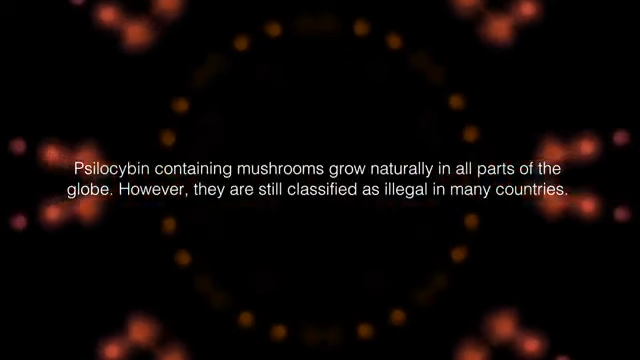 Psilocybin containing mushrooms grow naturally in all parts of the
globe. However, they are still classified as illegal in many countries.